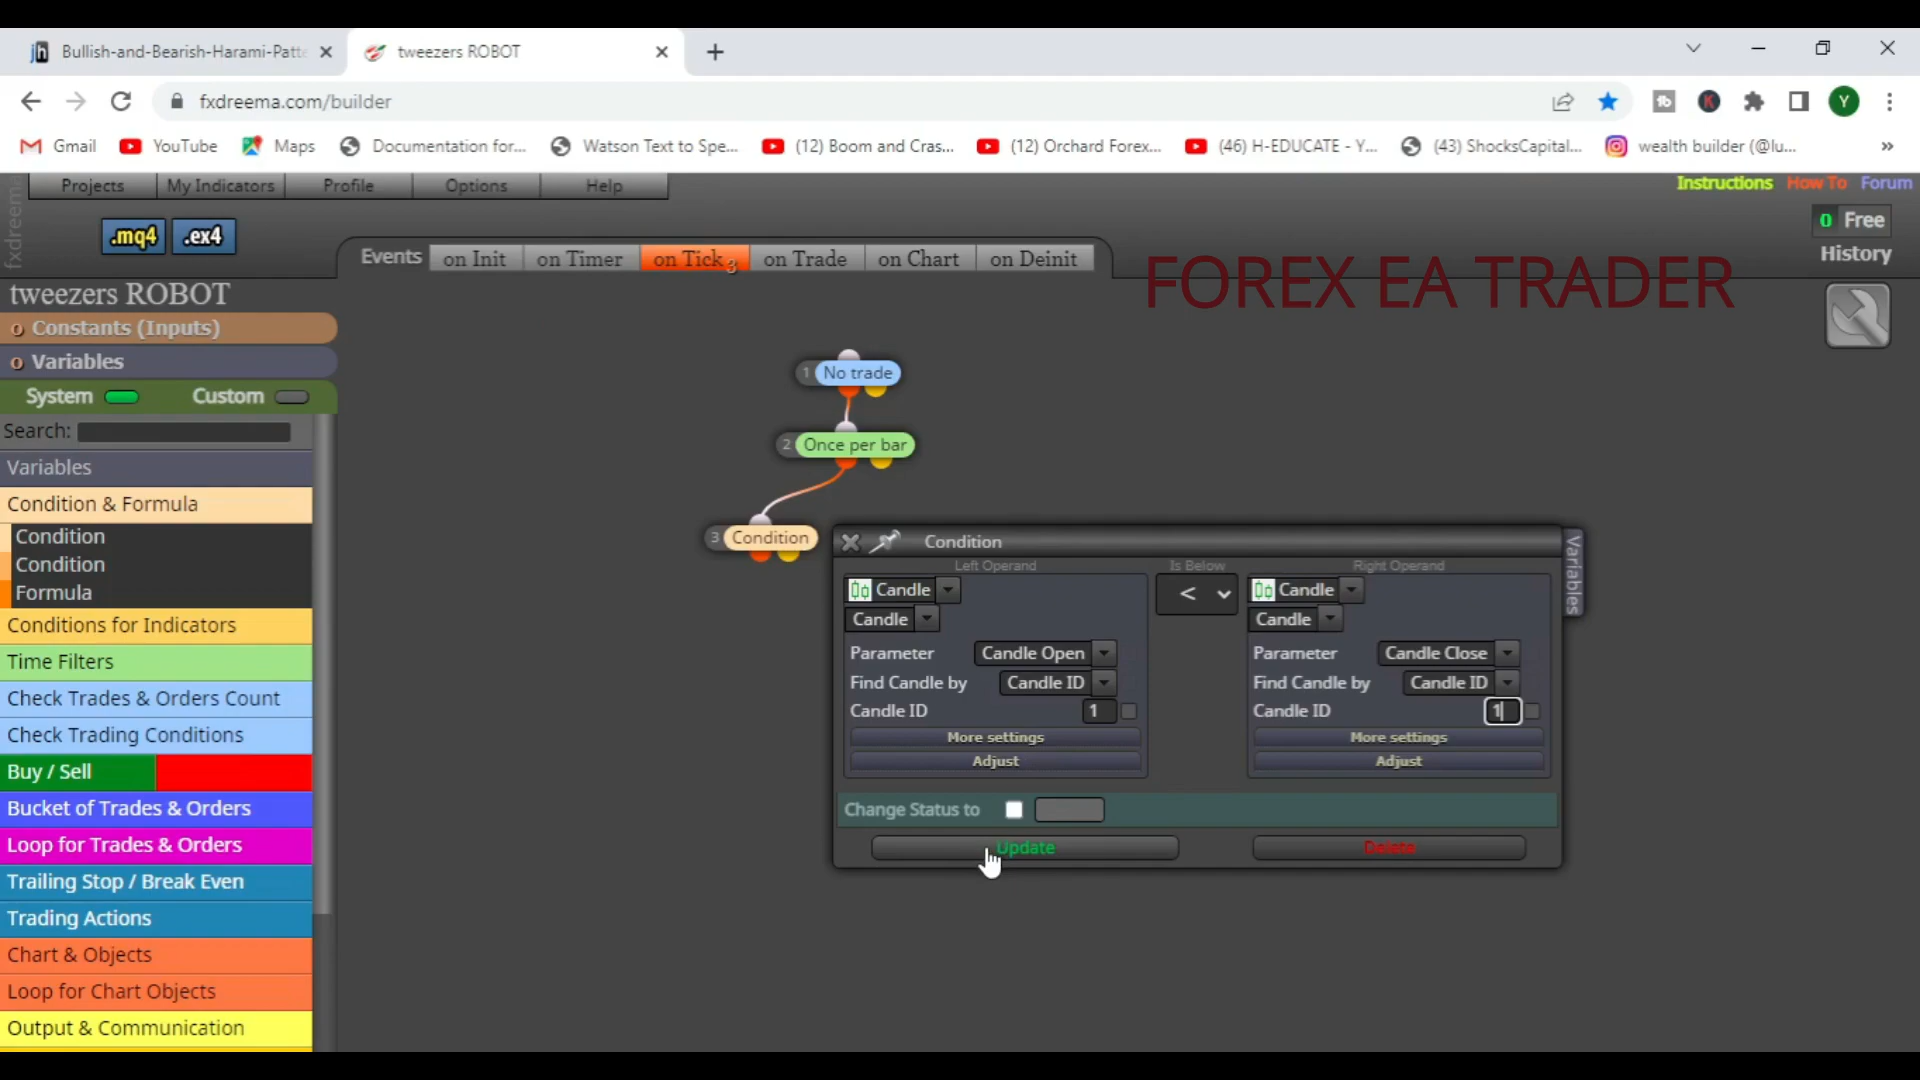 Bullish-and-Bearish-Harami-Patte
tweezers ROBOT
fxdreema.com/builder
Y
Gmail
YouTube
Maps
Documentation for...
Watson Text to Spe...
(12) Boom and Cras...
(12) Orchard Forex...
(46) H-EDUCATE - Y...
(43) ShocksCapital...
wealth builder (@lu...
»
fxdreema
Projects
My Indicators
Profile
Options
Help
Instructions
How To
Forum
.mq4
.ex4
0 Free
History
Events
on Init
on Timer
on Tick 3
on Trade
on Chart
on Deinit
FOREX EA TRADER
tweezers ROBOT
0 Constants (Inputs)
0 Variables
System
Custom
Search:
Variables
Condition & Formula
Condition
Condition
Formula
Conditions for Indicators
Time Filters
Check Trades & Orders Count
Check Trading Conditions
Buy / Sell
Bucket of Trades & Orders
Loop for Trades & Orders
Trailing Stop / Break Even
Trading Actions
Chart & Objects
Loop for Chart Objects
Output & Communication
1 No trade
2 Once per bar
3 Condition
Condition
Variables
Left Operand
Is Below
Right Operand
Candle
<
Candle
Candle
Candle
Parameter Candle Open
Parameter Candle Close
Find Candle by Candle ID
Find Candle by Candle ID
Candle ID 1
Candle ID 1
More settings
More settings
Adjust
Adjust
Change Status to
Update
Delete